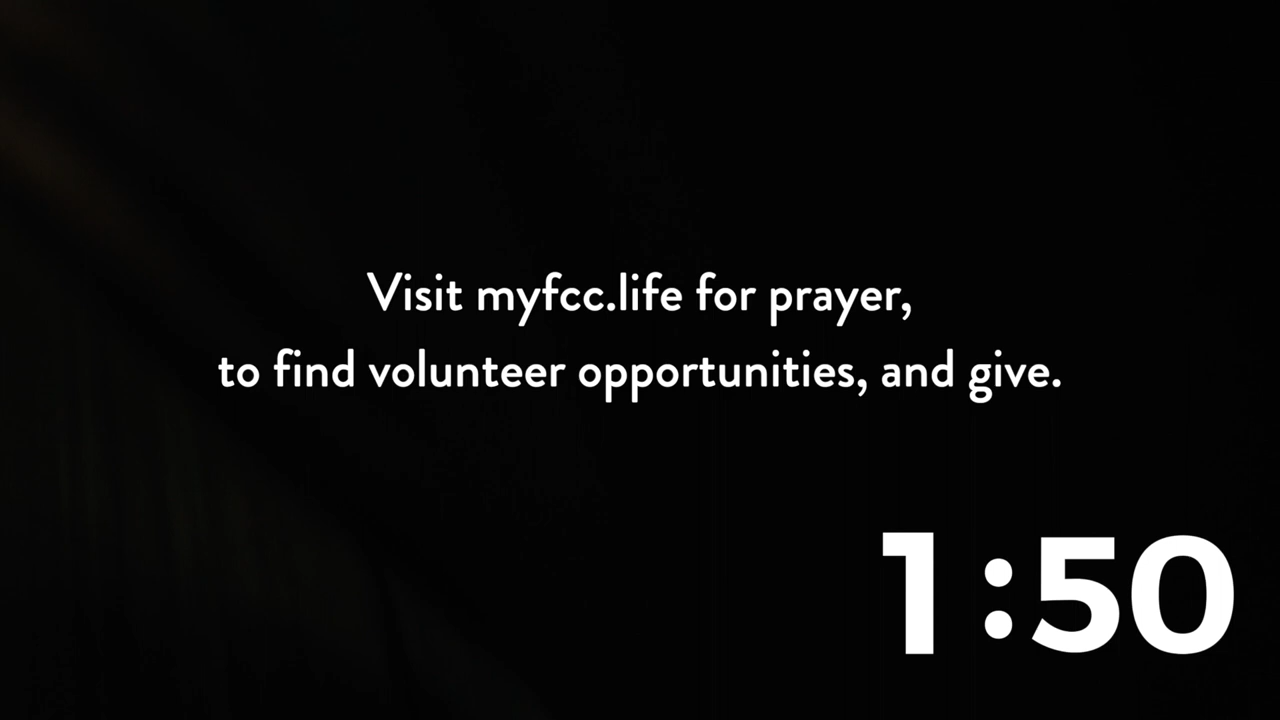 Visit myfcc.life for prayer,
to find volunteer opportunities, and give.
1:50